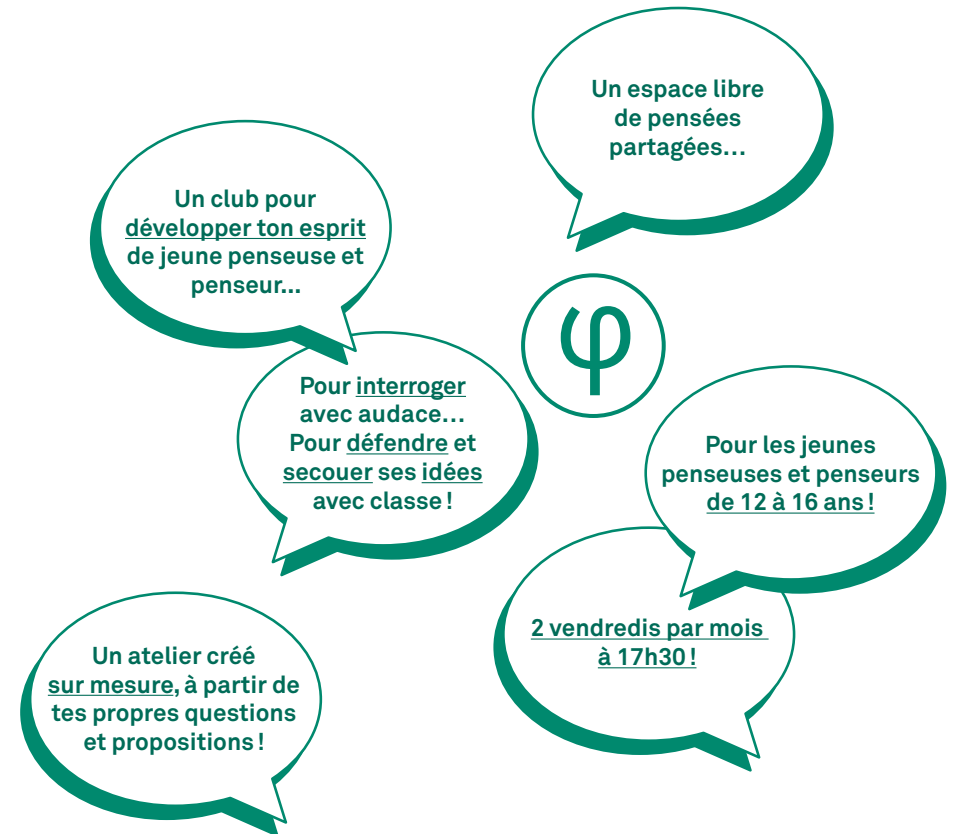 Un espace libre
de pensées
partagées...
Un club pour
développer ton esprit
de jeune penseuse et
penseur...
φ
Pour interroger
avec audace...
Pour défendre et
secouer ses idées
avec classe !
Pour les jeunes
penseuses et penseurs
de 12 à 16 ans !
2 vendredis par mois
à 17h30 !
Un atelier créé
sur mesure, à partir de
tes propres questions
et propositions !